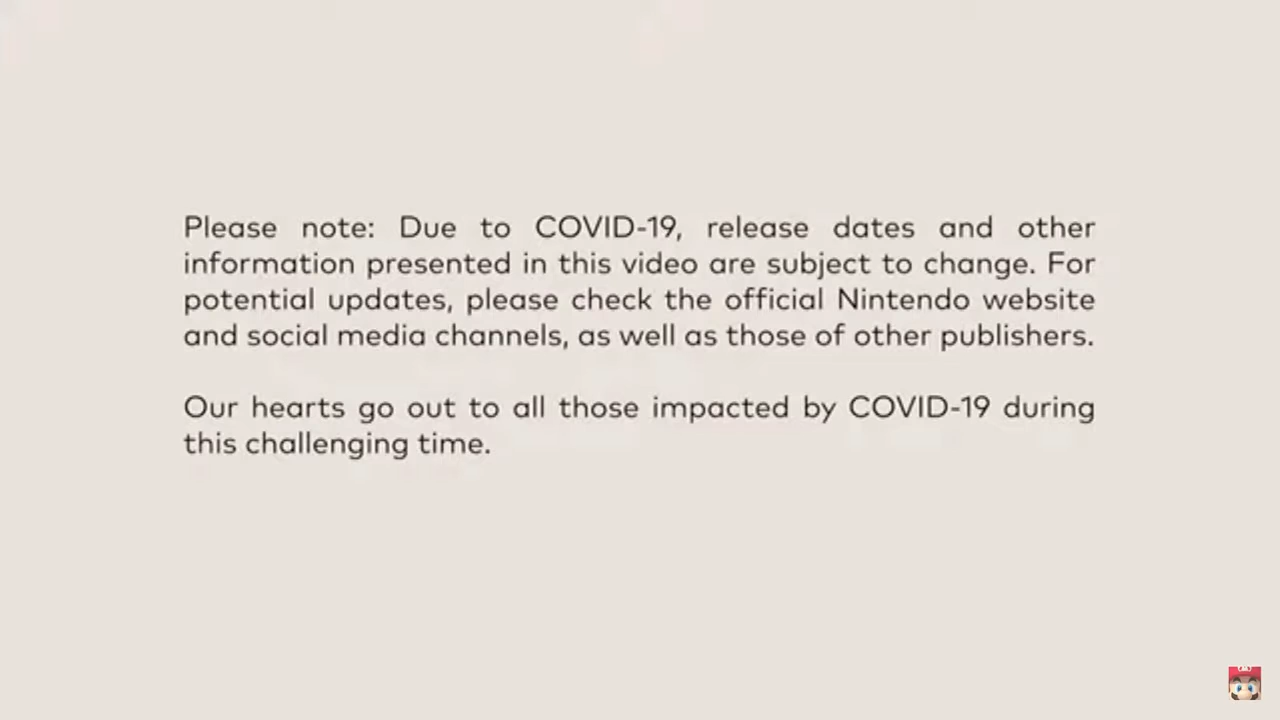 Please note: Due to COVID-19, release dates and other
information presented in this video are subject to change. For
potential updates, please check the official Nintendo website
and social media channels, as well as those of other publishers.
Our hearts go out to all those impacted by COVID-19 during
this challenging time.